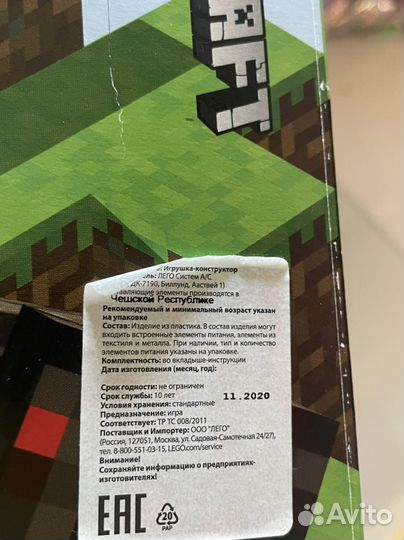 AFT
Игрушка-конструктор
ЛЕГО Систем А/С
ДК-7190, Биллунд,Ааствей 1)
элементы производятся в
Чешской Республике
Рекомендуемый и минимальный возраст указан
на упаковке
Состав: Изделие из пластика. В состав изделия могут
входить встроенные элементы питания, элементы из
текстиля и металла. При наличии, тип и количество
элементов питания указаны на упаковке.
Комплектность: во вкладыше-инструкции
Дата изготовления (месяц, год):
11.2020
Срок годности: не ограничен
Срок службы: 10 лет
Условия хранения: стандартные
Предназначение: игра
Соответствует: ТР ТС 008/2011
Поставщик и Импортер: ООО "ЛЕГО"
(Россия, 127051, Москва, ул. Садовая-Самотечная 24/27),
тел. 8-800-551-03-15, LEGO.com/service
Внимание!
Сохраняйте информацию о предприятиях-
изготовителях!
EAC
20
PAP
Avito